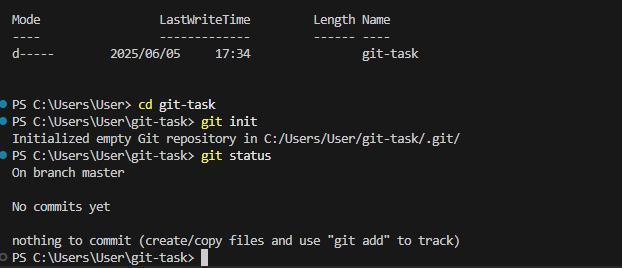 Mode                 LastWriteTime         Length Name
----                 -------------         ------ ----
d-----        2025/06/05     17:34                git-task
PS C:\Users\User> cd git-task
PS C:\Users\User\git-task> git init
Initialized empty Git repository in C:/Users/User/git-task/.git/
PS C:\Users\User\git-task> git status
On branch master
No commits yet
nothing to commit (create/copy files and use "git add" to track)
PS C:\Users\User\git-task>